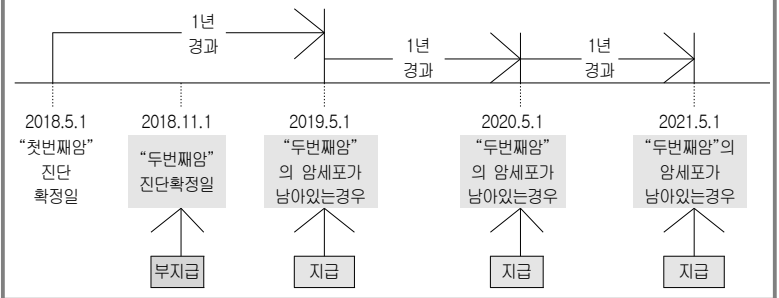 1년
경과
1년
경과
1년
경과
2018.5.1
“첫번째암”
진단
확정일
2018.11.1
“두번째암”
진단확정일
2019.5.1
“두번째암”
의 암세포가
남아있는경우
2020.5.1
“두번째암”
의 암세포가
남아있는경우
2021.5.1
“두번째암”의
암세포가
남아있는경우
부지급
지급
지급
지급